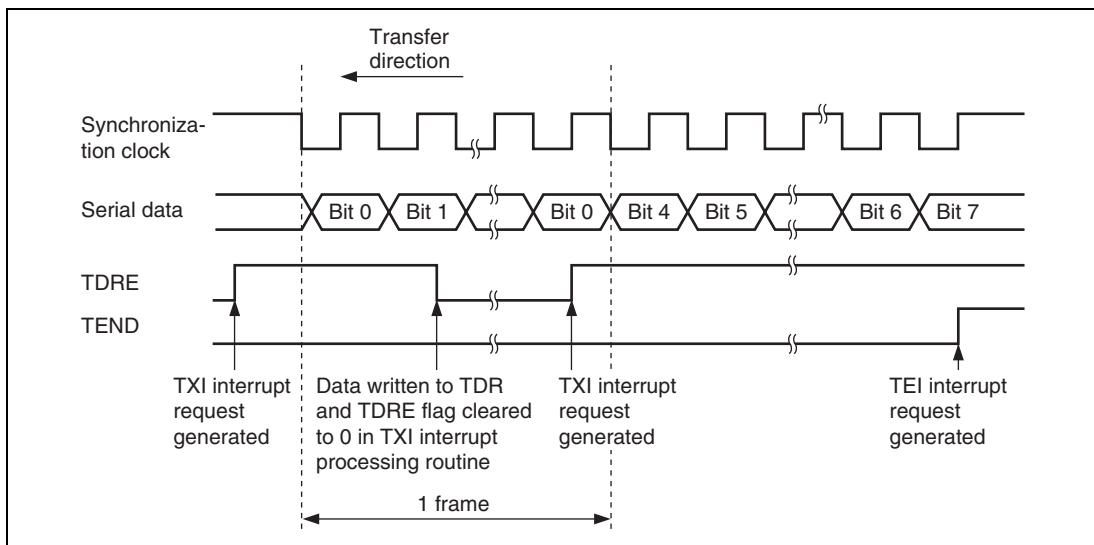 Transfer
direction
Synchroniza-
tion clock
Serial data
Bit 0
Bit 1
Bit 0
Bit 4
Bit 5
Bit 6
Bit 7
TDRE
TEND
TXI interrupt
request
generated
Data written to TDR
and TDRE flag cleared
to 0 in TXI interrupt
processing routine
TXI interrupt
request
generated
TEI interrupt
request
generated
1 frame